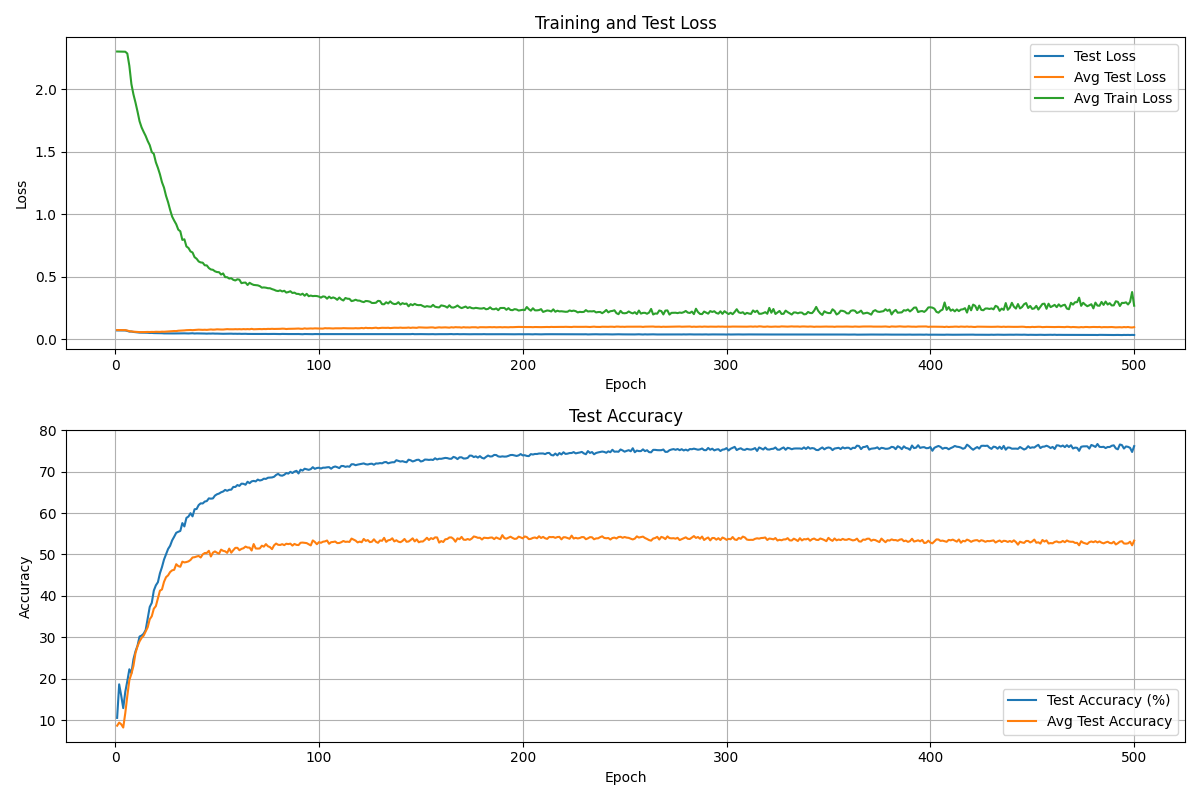 Training and Test Loss
Loss
2.0
1.5
1.0
0.5
0.0
Test Loss
Avg Test Loss
Avg Train Loss
0 100 200 300 400 500
Epoch
Test Accuracy
Accuracy
80
70
60
50
40
30
20
10
Test Accuracy (%)
Avg Test Accuracy
0 100 200 300 400 500
Epoch